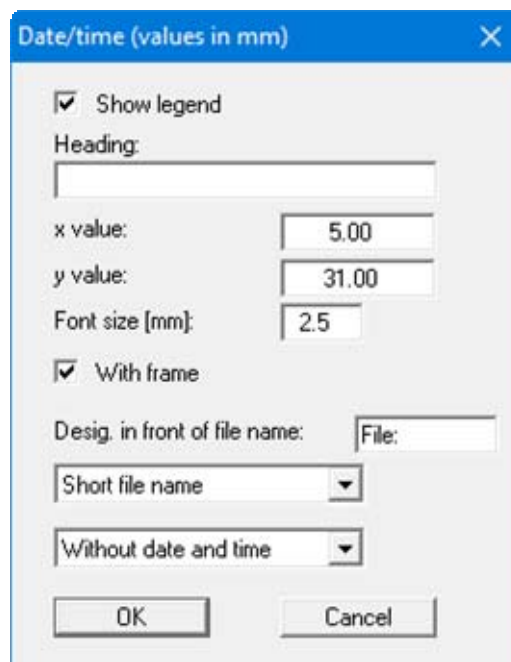 Date/time (values in mm)
Show legend
Heading:
x value: 5.00
y value: 31.00
Font size [mm]: 2.5
With frame
Desig. in front of file name: File:
Short file name
Without date and time
OK Cancel